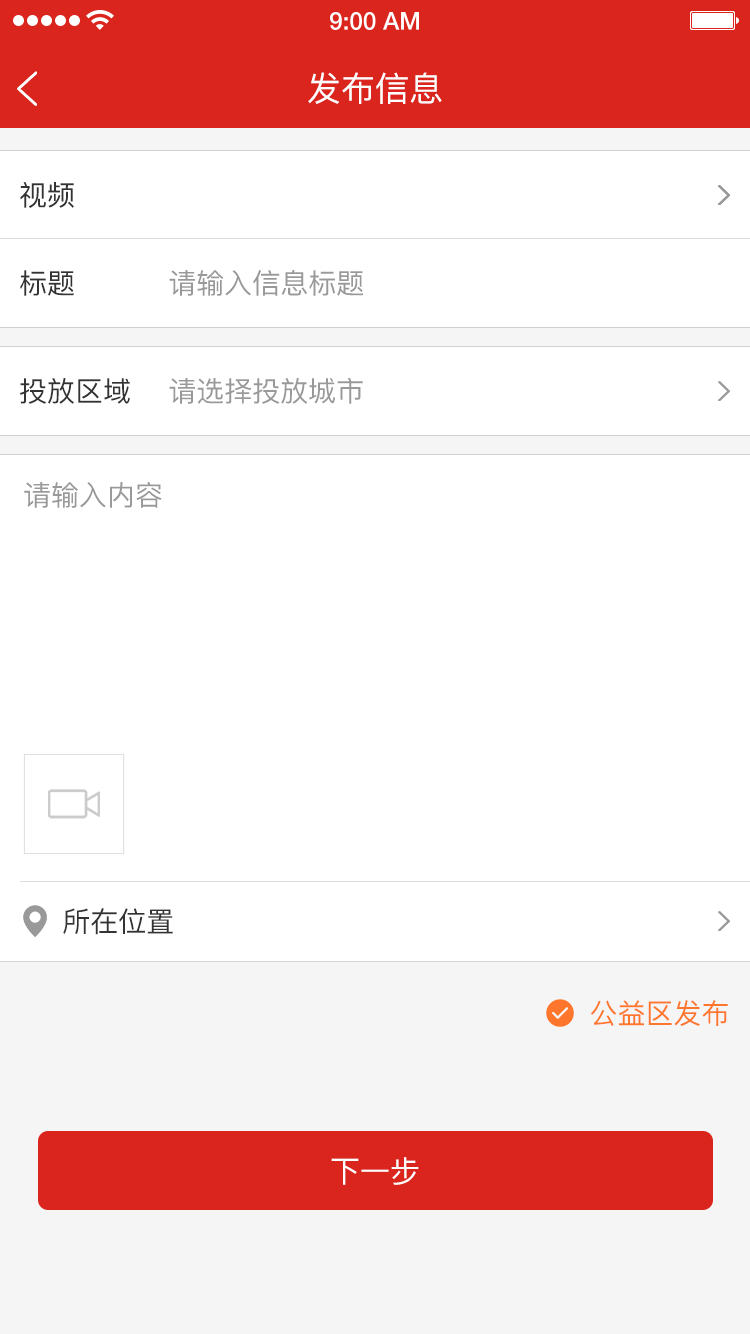 9:00 AM
发布信息
视频
标题 请输入信息标题
投放区域 请选择投放城市
请输入内容
所在位置
公益区发布
下一步